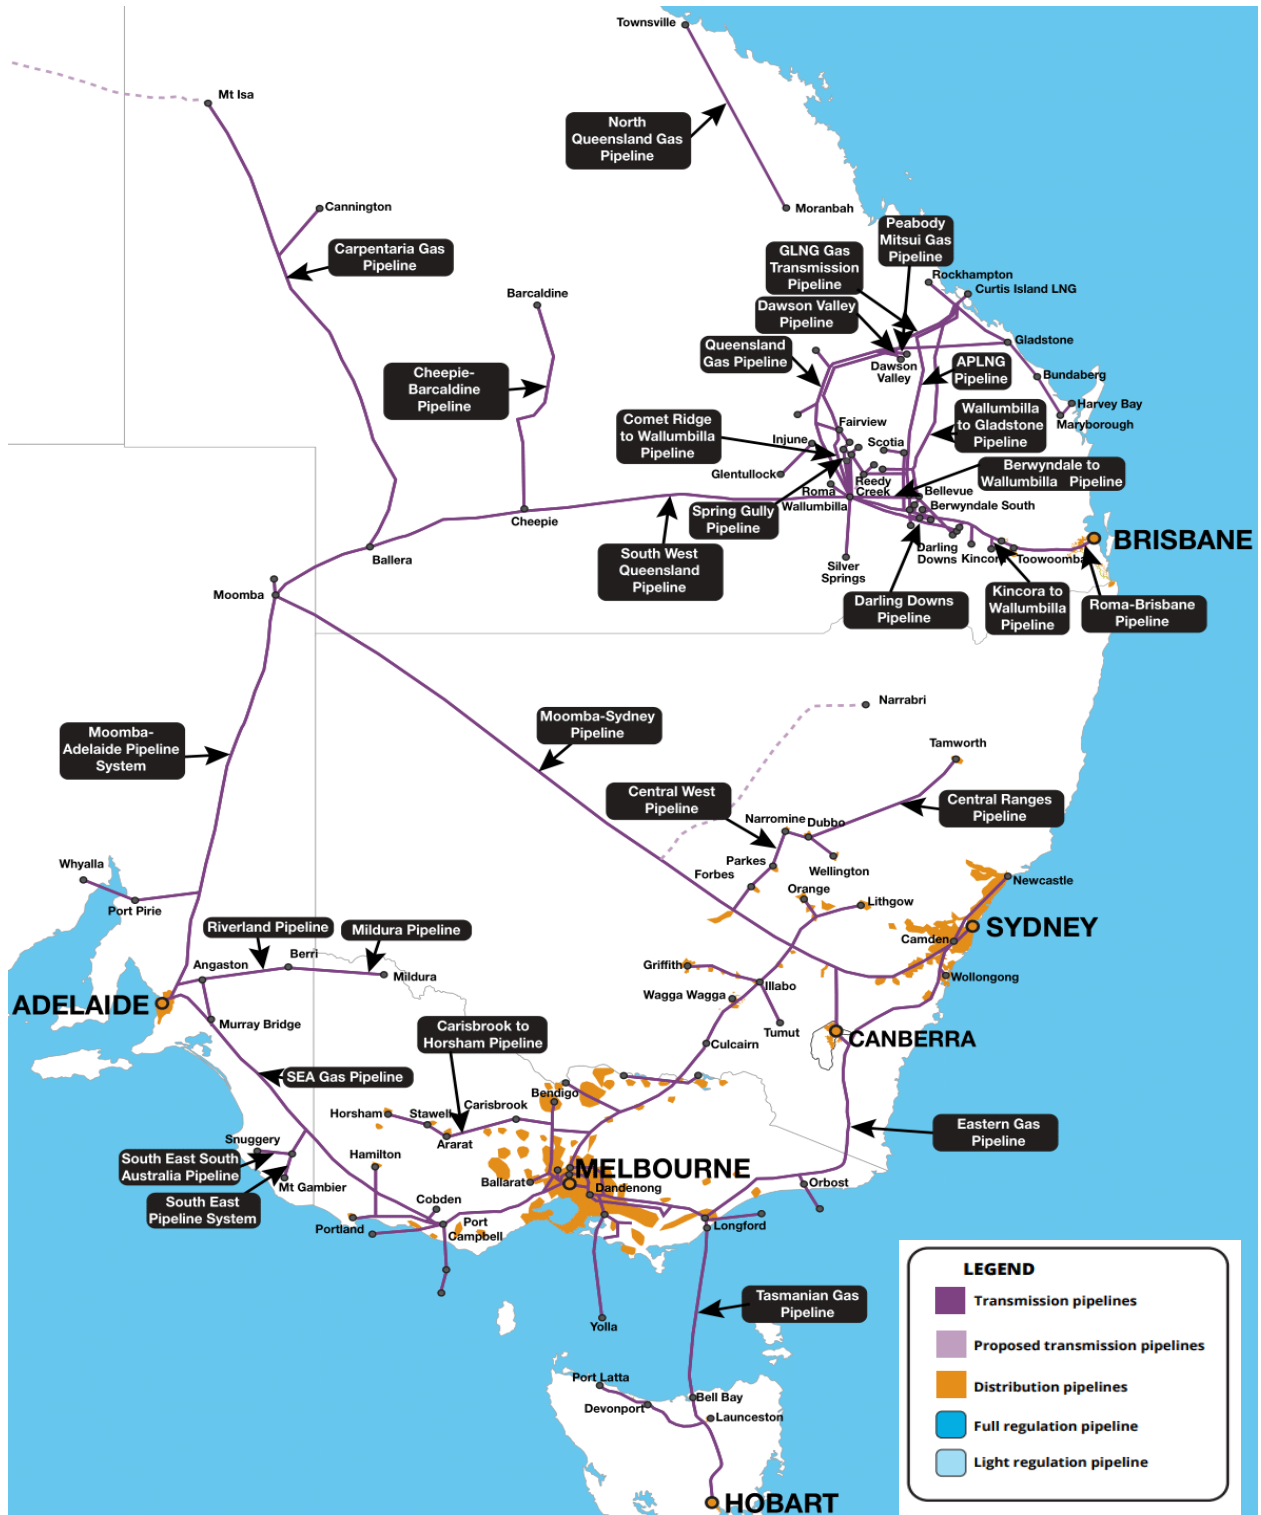 Townsville
Mt Isa
North
Queensland Gas
Pipeline
Cannington
Moranbah
Carpentaria Gas
Pipeline
Peabody
Mitsui Gas
Pipeline
GLNG Gas
Transmission
Pipeline
Rockhampton
Curtis Island LNG
Barcaldine
Dawson Valley
Pipeline
Queensland
Gas Pipeline
Gladstone
Dawson
Valley
APLNG
Pipeline
Bundaberg
Cheepie-
Barcaldine
Pipeline
Harvey Bay
Maryborough
Wallumbilla
to Gladstone
Pipeline
Comet Ridge
to Wallumbilla
Pipeline
Fairview
Injune
Scotia
Glentullock
Berwyndale to
Wallumbilla Pipeline
Reedy
Creek
Roma
Wallumbilla
Bellevue
Berwyndale South
Spring Gully
Pipeline
Cheepie
South West
Queensland
Pipeline
BRISBANE
Ballera
Silver
Springs
Darling
Downs
Kincora
Toowoomba
Moomba
Darling Downs
Pipeline
Kincora to
Wallumbilla
Pipeline
Roma-Brisbane
Pipeline
Narrabri
Moomba-Sydney
Pipeline
Moomba-
Adelaide Pipeline
System
Tamworth
Central West
Pipeline
Central Ranges
Pipeline
Narromine
Dubbo
Parkes
Forbes
Wellington
Whyalla
Port Pirie
Orange
Lithgow
Newcastle
SYDNEY
Camden
Riverland Pipeline
Mildura Pipeline
Angaston
Berri
Mildura
Griffith
Wollongong
Illabo
Wagga Wagga
ADELAIDE
Murray Bridge
Tumut
CANBERRA
Carisbrook to
Horsham Pipeline
Culcairn
SEA Gas Pipeline
Bendigo
Horsham
Stawell
Carisbrook
Ararat
Eastern Gas
Pipeline
Snuggery
South East South
Australia Pipeline
Hamilton
MELBOURNE
Ballarat
Dandenong
Orbost
Mt Gambier
South East
Pipeline System
Cobden
Portland
Port
Campbell
Longford
Tasmanian Gas
Pipeline
Yolla
Port Latta
Devonport
Bell Bay
Launceston
HOBART
LEGEND
Transmission pipelines
Proposed transmission pipelines
Distribution pipelines
Full regulation pipeline
Light regulation pipeline